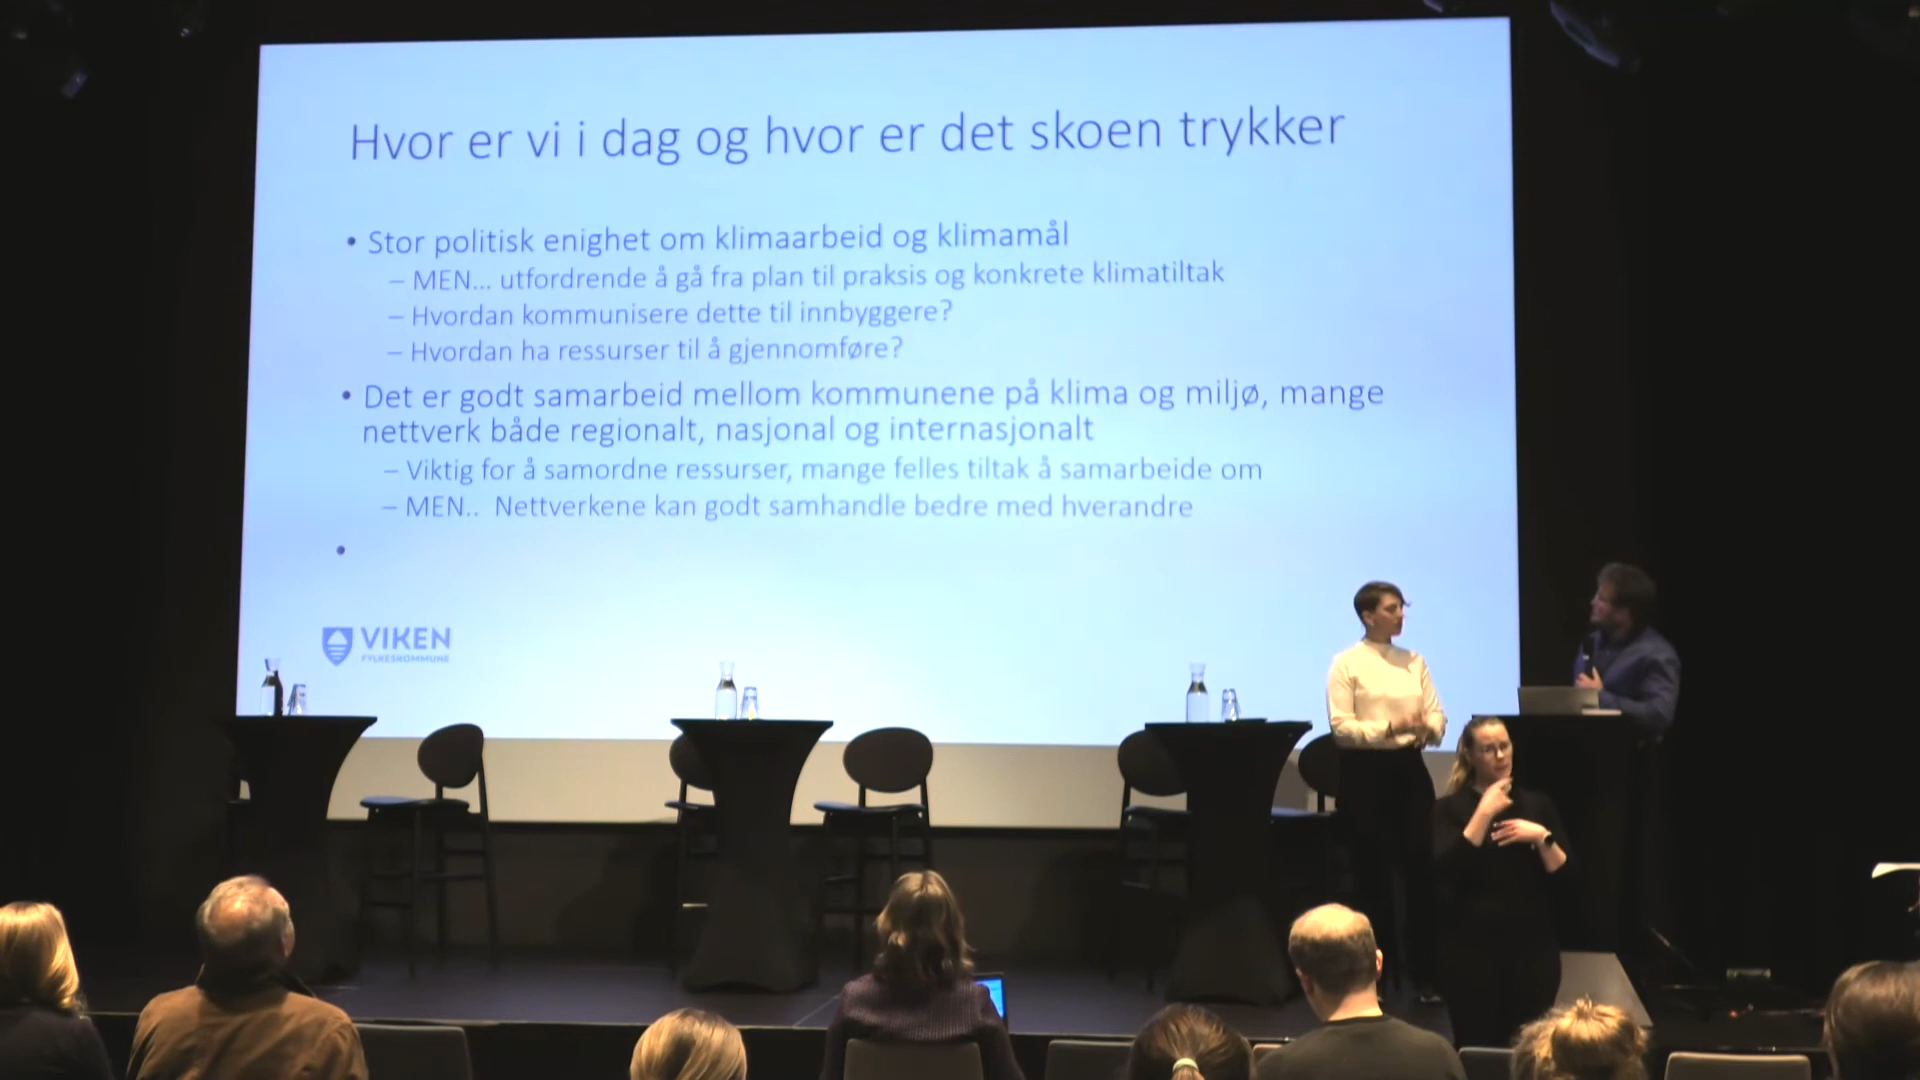 Hvor er vi i dag og hvor er det skoen trykker
• Stor politisk enighet om klimaarbeid og klimamål
– MEN... utfordrende å gå fra plan til praksis og konkrete klimatiltak
– Hvordan kommunisere dette til innbyggere?
– Hvordan ha ressurser til å gjennomføre?
• Det er godt samarbeid mellom kommunene på klima og miljø, mange
nettverk både regionalt, nasjonal og internasjonalt
– Viktig for å samordne ressurser, mange felles tiltak å samarbeide om
– MEN.. Nettverkene kan godt samhandle bedre med hverandre
•
VIKEN
FYLKESKOMMUNE